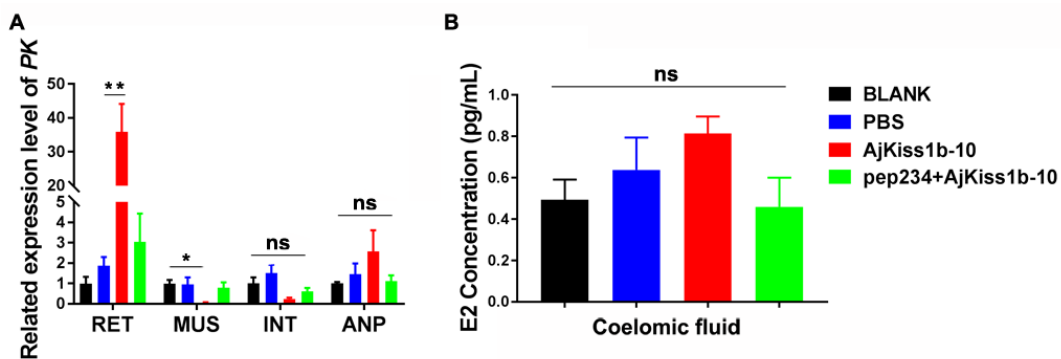 A
Related expression level of PK
50
40
30
20
5
4
3
2
1
0
**
*
ns
ns
RET MUS INT ANP
B
E2 Concentration (pg/mL)
1.0
0.8
0.6
0.4
0.2
0.0
ns
Coelomic fluid
BLANK
PBS
AjKiss1b-10
pep234+AjKiss1b-10